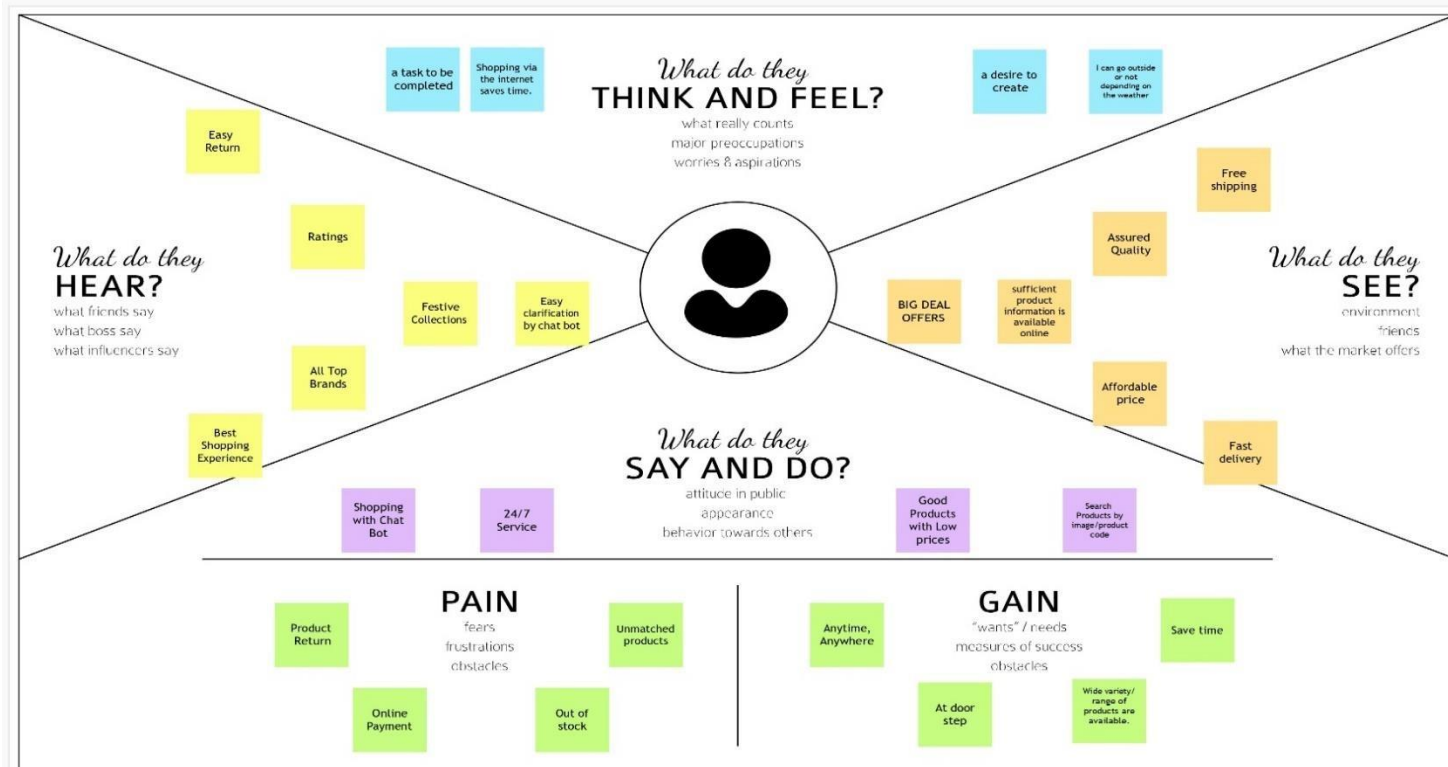 a task to be
completed
Shopping via
the internet
saves time.
What do they
THINK AND FEEL?
what really counts
major preoccupations
worries & aspirations
a desire to
create
I can go outside
or not
depending on
the weather
Easy
Return
Ratings
What do they
HEAR?
what friends say
what boss say
what influencers say
Festive
Collections
Easy
clarification
by chat bot
All Top
Brands
Best
Shopping
Experience
Free
shipping
Assured
Quality
What do they
SEE?
environment
friends
what the market offers
BIG DEAL
OFFERS
sufficient
product
information is
available
online
Affordable
price
Fast
delivery
What do they
SAY AND DO?
attitude in public
appearance
behavior towards others
Shopping
with Chat
Bot
24/7
Service
Good
Products
with Low
prices
Search
Products by
image/product
code
PAIN
fears
frustrations
obstacles
Product
Return
Unmatched
products
Online
Payment
Out of
stock
GAIN
"wants" / needs
measures of success
obstacles
Anytime,
Anywhere
Save time
At door
step
Wide variety/
range of
products are
available.